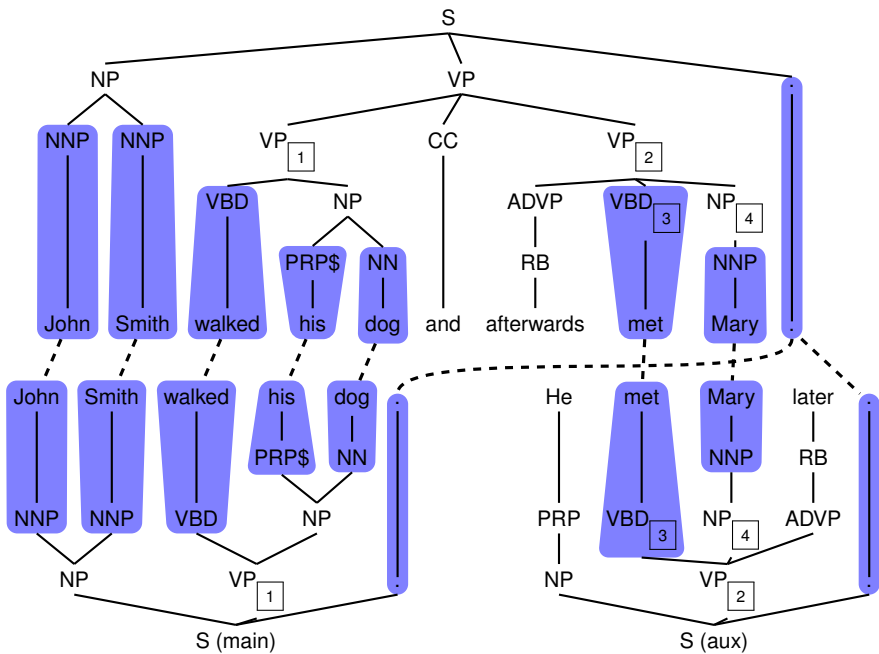 S
NP VP .
NNP NNP VP 1 CC VP 2
VBD NP ADVP VBD 3 NP 4
PRP$ NN RB NNP
John Smith walked his dog and afterwards met Mary .
John Smith walked his dog . He met Mary later .
PRP$ NN NNP RB
NNP NNP VBD NP PRP VBD 3 NP 4 ADVP
NP VP 1 . NP VP 2 .
S (main) S (aux)